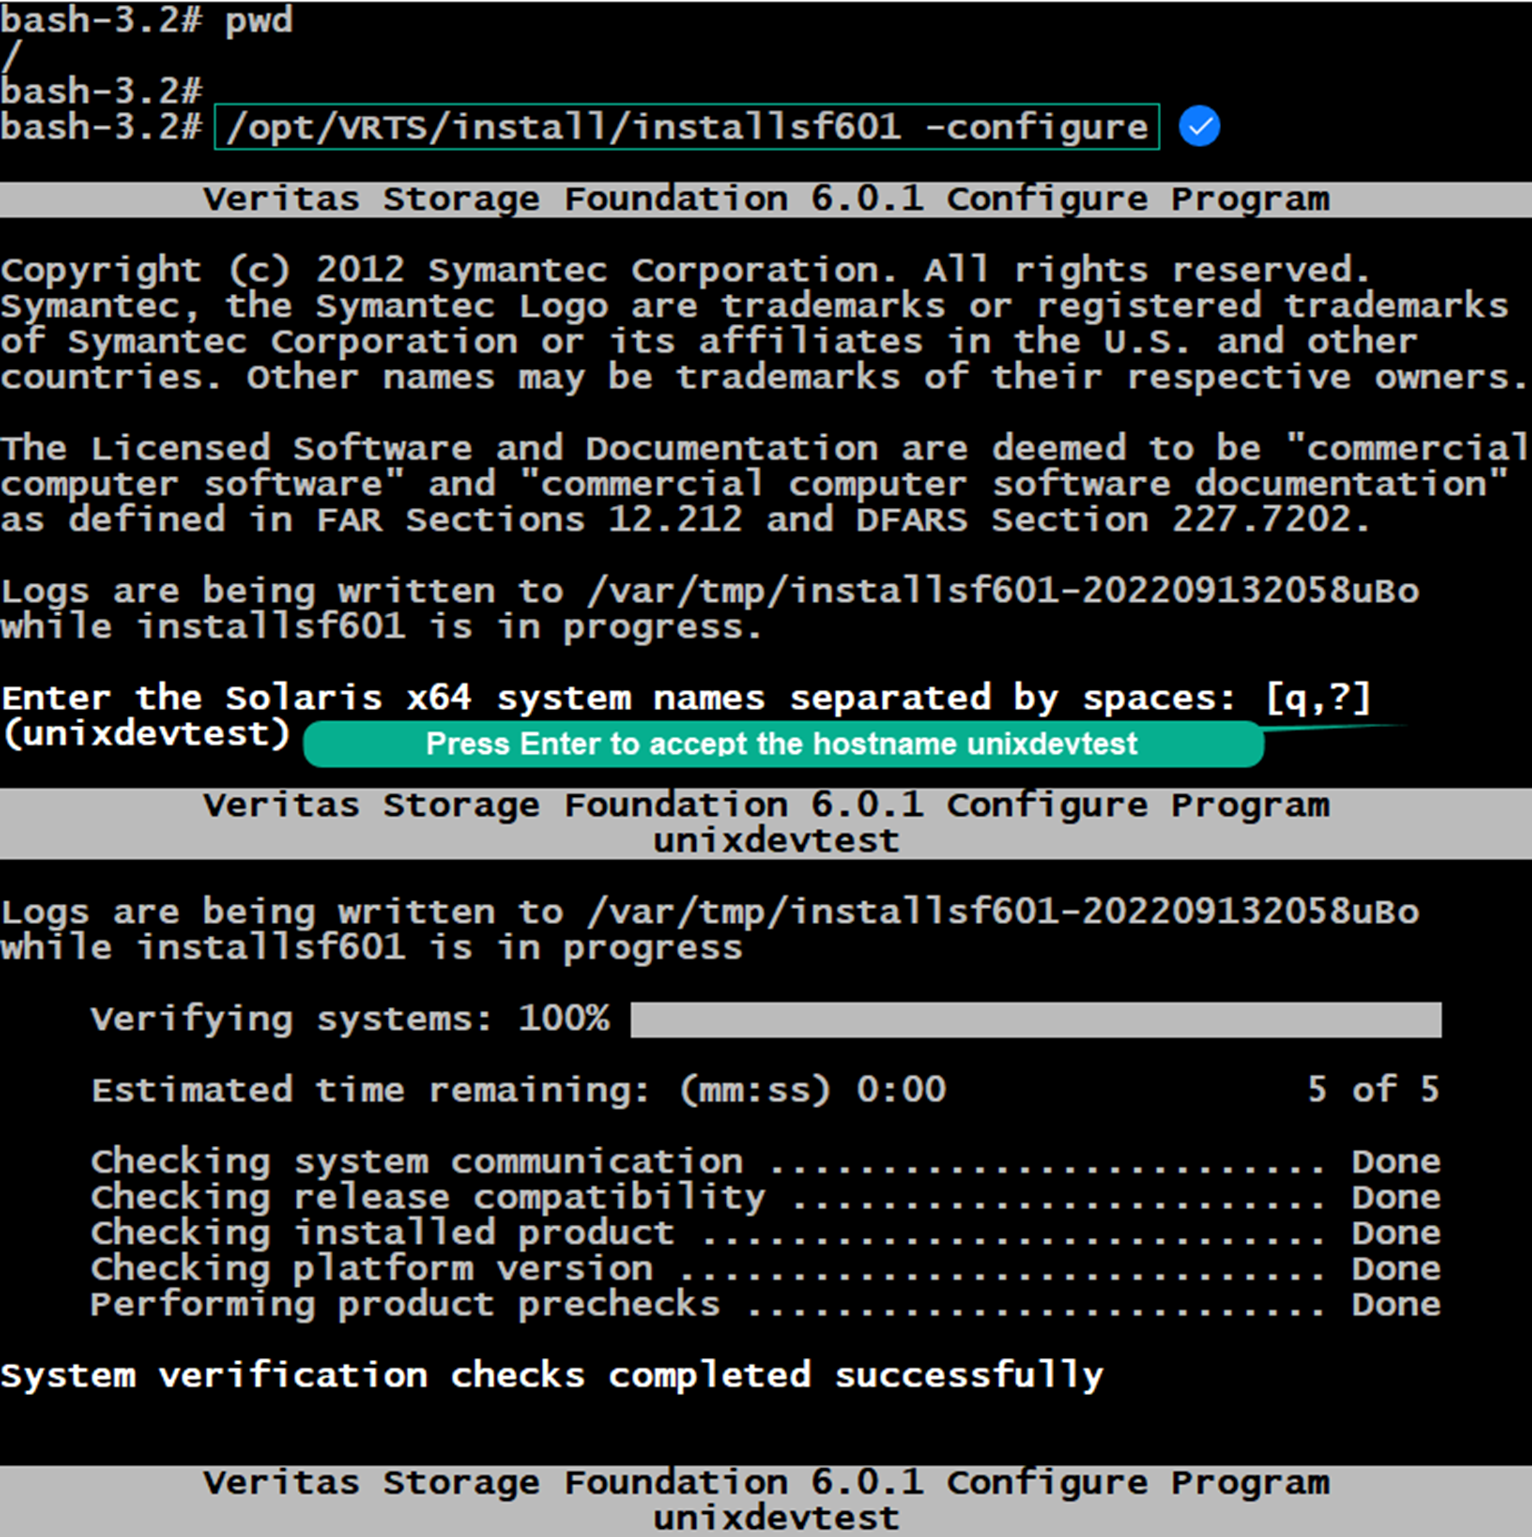 bash-3.2# pwd
/
bash-3.2#
bash-3.2# /opt/VRTS/install/installsf601 -configure
Veritas Storage Foundation 6.0.1 Configure Program
Copyright (c) 2012 Symantec Corporation. All rights reserved.
Symantec, the Symantec Logo are trademarks or registered trademarks
of Symantec Corporation or its affiliates in the U.S. and other
countries. Other names may be trademarks of their respective owners.
The Licensed Software and Documentation are deemed to be "commercial
computer software" and "commercial computer software documentation"
as defined in FAR Sections 12.212 and DFARS Section 227.7202.
Logs are being written to /var/tmp/installsf601-202209132058uBo
while installsf601 is in progress.
Enter the Solaris x64 system names separated by spaces: [q,?]
(unixdevtest) Press Enter to accept the hostname unixdevtest
Veritas Storage Foundation 6.0.1 Configure Program
unixdevtest
Logs are being written to /var/tmp/installsf601-202209132058uBo
while installsf601 is in progress
Verifying systems: 100%
Estimated time remaining: (mm:ss) 0:00 5 of 5
Checking system communication ......................... Done
Checking release compatibility ........................ Done
Checking installed product ............................ Done
Checking platform version ............................. Done
Performing product prechecks .......................... Done
System verification checks completed successfully
Veritas Storage Foundation 6.0.1 Configure Program
unixdevtest